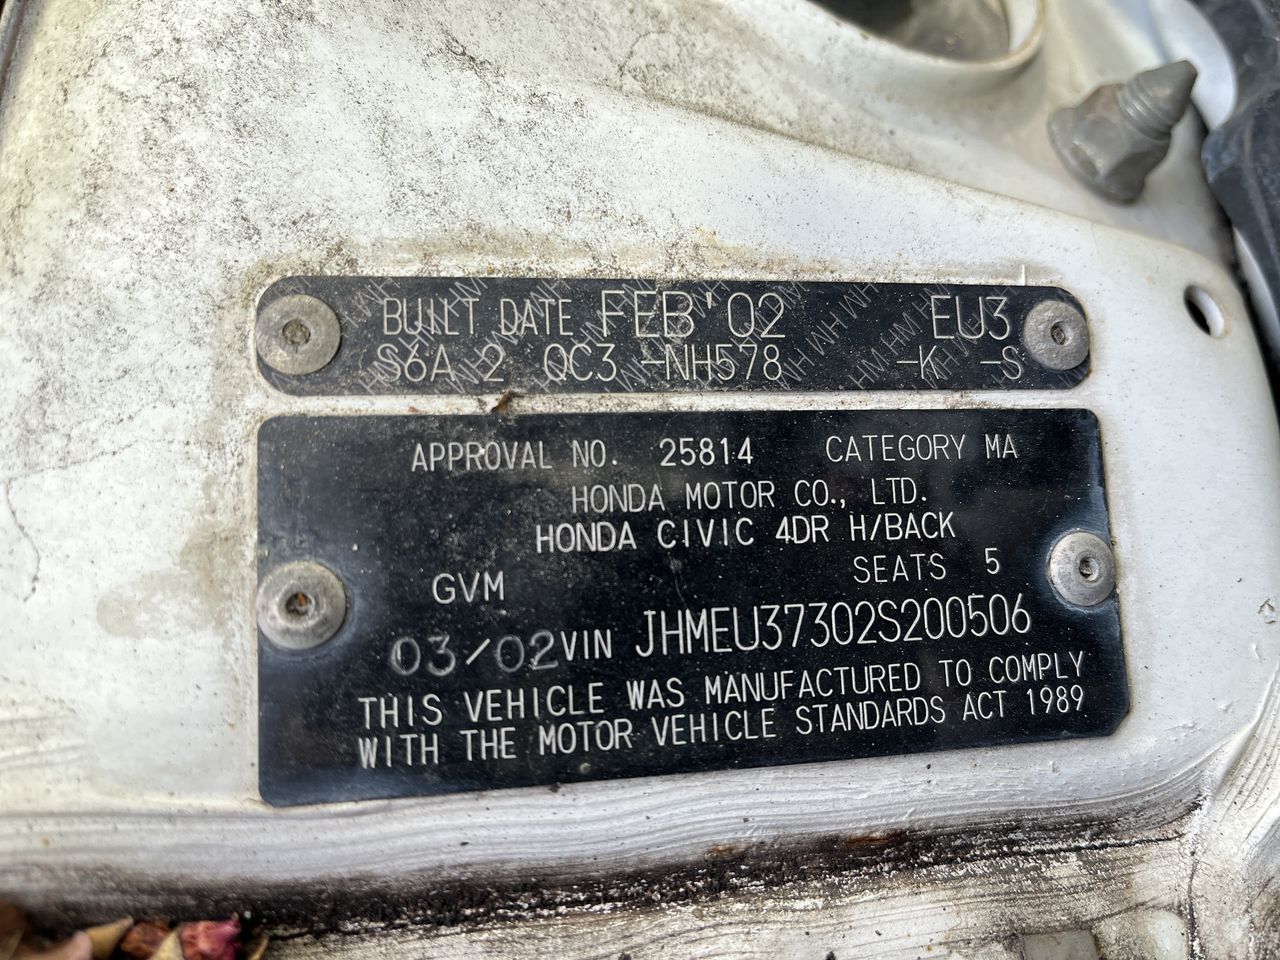 BUILT DATE FEB'02 EU3
S6A 2 QC3 -NH578 -K -S
APPROVAL NO. 25814 CATEGORY MA
HONDA MOTOR CO., LTD.
HONDA CIVIC 4DR H/BACK
GVM SEATS 5
03/02 VIN JHMEU37302S200506
THIS VEHICLE WAS MANUFACTURED TO COMPLY
WITH THE MOTOR VEHICLE STANDARDS ACT 1989